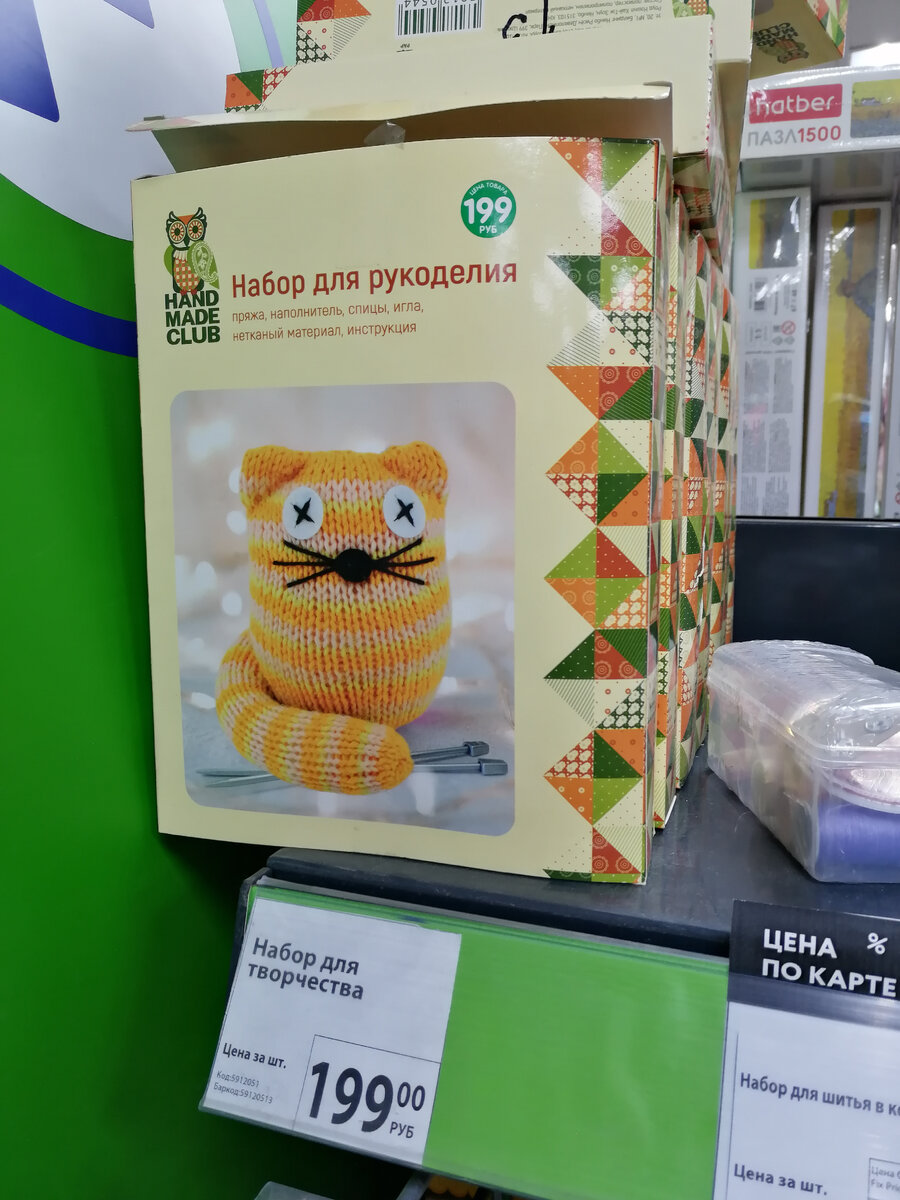 hatber
ПАЗЛ1500
ЦЕНА ТОВАРА
199
РУБ
HAND
MADE
CLUB
Набор для рукоделия
пряжа, наполнитель, спицы, игла,
нетканый материал, инструкция
Набор для
творчества
Цена за шт.
Код:5912051
Баркод:59120513
199 00
РУБ
ЦЕНА %
ПО КАРТЕ
Набор для шитья в
Цена за шт.